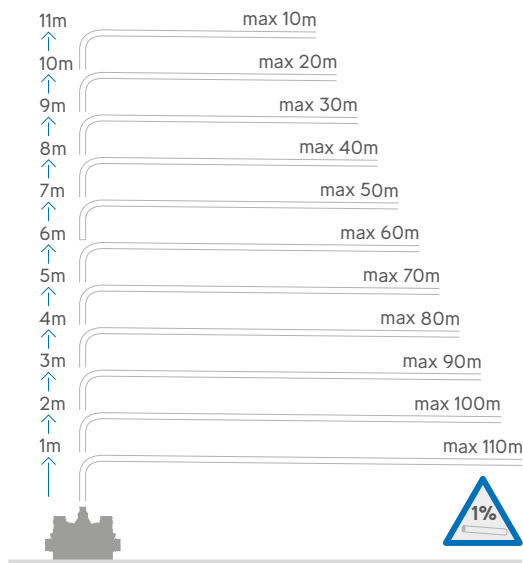 11m max 10m
10m max 20m
9m max 30m
8m max 40m
7m max 50m
6m max 60m
5m max 70m
4m max 80m
3m max 90m
2m max 100m
1m max 110m
1%